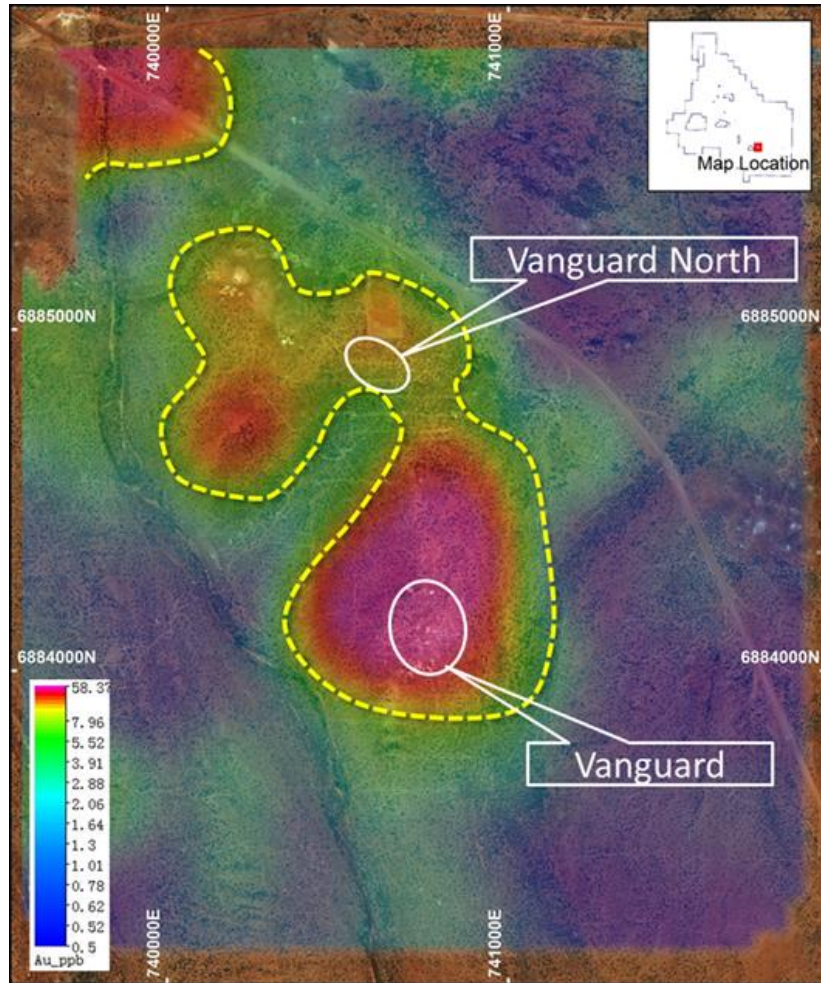 740000E
741000E
Map Location
Vanguard North
6885000N
6885000N
6884000N
6884000N
Vanguard
58.37
7.96
5.52
3.91
2.88
2.06
1.64
1.3
1.01
0.78
0.62
0.52
0.5
Au_ppb
740000E
741000E